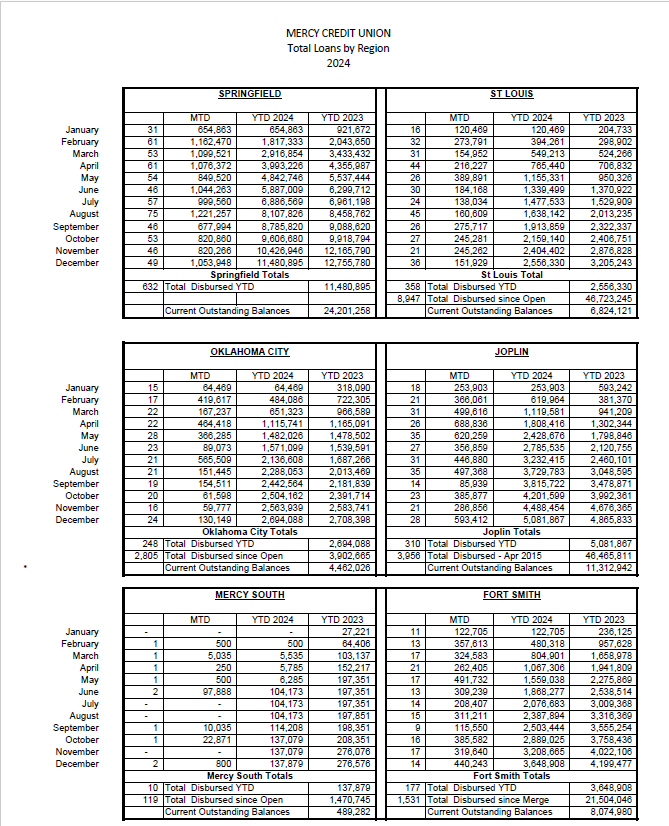 MERCY CREDIT UNION
Total Loans by Region
2024
SPRINGFIELD ST LOUIS
MTD YTD 2024 YTD 2023 MTD YTD 2024 YTD 2023
January 31 654,863 654,863 921,672 16 120,469 120,469 204,733
February 61 1,162,470 1,817,333 2,043,650 32 273,791 394,261 298,902
March 53 1,099,521 2,916,854 3,433,432 31 154,952 549,213 524,266
April 61 1,076,372 3,993,226 4,355,987 44 216,227 765,440 706,832
May 54 849,520 4,842,746 5,537,444 26 389,891 1,155,331 950,326
June 46 1,044,263 5,887,009 6,299,712 30 184,168 1,339,499 1,370,922
July 57 999,560 6,886,569 6,961,198 24 138,034 1,477,533 1,529,909
August 75 1,221,257 8,107,826 8,458,762 45 160,609 1,638,142 2,013,235
September 46 677,994 8,785,820 9,088,620 26 275,717 1,913,859 2,322,337
October 53 820,860 9,606,680 9,918,794 27 245,281 2,159,140 2,406,751
November 46 820,266 10,426,946 12,165,790 21 245,262 2,404,402 2,876,828
December 49 1,053,948 11,480,895 12,755,780 36 151,929 2,556,330 3,205,243
Springfield Totals St Louis Total
632 Total Disbursed YTD 11,480,895 358 Total Disbursed YTD 2,556,330
8,947 Total Disbursed since Open 46,723,245
Current Outstanding Balances 24,201,258 Current Outstanding Balances 6,824,121
OKLAHOMA CITY JOPLIN
MTD YTD 2024 YTD 2023 MTD YTD 2024 YTD 2023
January 15 64,469 64,469 318,090 18 253,903 253,903 593,242
February 17 419,617 484,086 722,305 21 366,061 619,964 381,370
March 22 167,237 651,323 966,589 31 499,616 1,119,581 941,209
April 22 464,418 1,115,741 1,165,091 26 688,836 1,808,416 1,302,344
May 28 366,285 1,482,026 1,478,502 35 620,259 2,428,676 1,798,846
June 23 89,073 1,571,099 1,539,591 27 356,859 2,785,535 2,120,755
July 21 565,509 2,136,608 1,687,266 31 446,880 3,232,415 2,460,101
August 21 151,445 2,288,053 2,013,469 35 497,368 3,729,783 3,048,595
September 19 154,511 2,442,564 2,181,839 14 85,939 3,815,722 3,478,871
October 20 61,598 2,504,162 2,391,714 23 385,877 4,201,599 3,992,361
November 16 59,777 2,563,939 2,583,741 21 286,856 4,488,454 4,676,365
December 24 130,149 2,694,088 2,708,398 28 593,412 5,081,867 4,865,833
Oklahoma City Totals Joplin Totals
248 Total Disbursed YTD 2,694,088 310 Total Disbursed YTD 5,081,867
2,805 Total Disbursed since Open 3,902,665 3,956 Total Disbursed - Apr 2015 46,465,811
Current Outstanding Balances 4,462,026 Current Outstanding Balances 11,312,942
MERCY SOUTH FORT SMITH
MTD YTD 2024 YTD 2023 MTD YTD 2024 YTD 2023
January - - - 27,221 11 122,705 122,705 236,125
February 1 500 500 64,406 13 357,613 480,318 957,628
March 1 5,035 5,535 103,137 17 324,583 804,901 1,658,978
April 1 250 5,785 152,217 21 262,405 1,067,306 1,941,809
May 1 500 6,285 197,351 17 491,732 1,559,038 2,275,869
June 2 97,888 104,173 197,351 13 309,239 1,868,277 2,538,514
July - - 104,173 197,351 14 208,407 2,076,683 3,009,368
August - - 104,173 197,851 15 311,211 2,387,894 3,316,369
September 1 10,035 114,208 198,351 9 115,550 2,503,444 3,555,254
October 1 22,871 137,079 208,351 16 385,582 2,889,025 3,758,436
November - - 137,079 276,076 17 319,640 3,208,665 4,022,106
December 2 800 137,879 276,576 14 440,243 3,648,908 4,199,477
Mercy South Totals Fort Smith Totals
10 Total Disbursed YTD 137,879 177 Total Disbursed YTD 3,648,908
119 Total Disbursed since Open 1,470,745 1,531 Total Disbursed since Merge 21,504,046
Current Outstanding Balances 489,282 Current Outstanding Balances 8,074,980